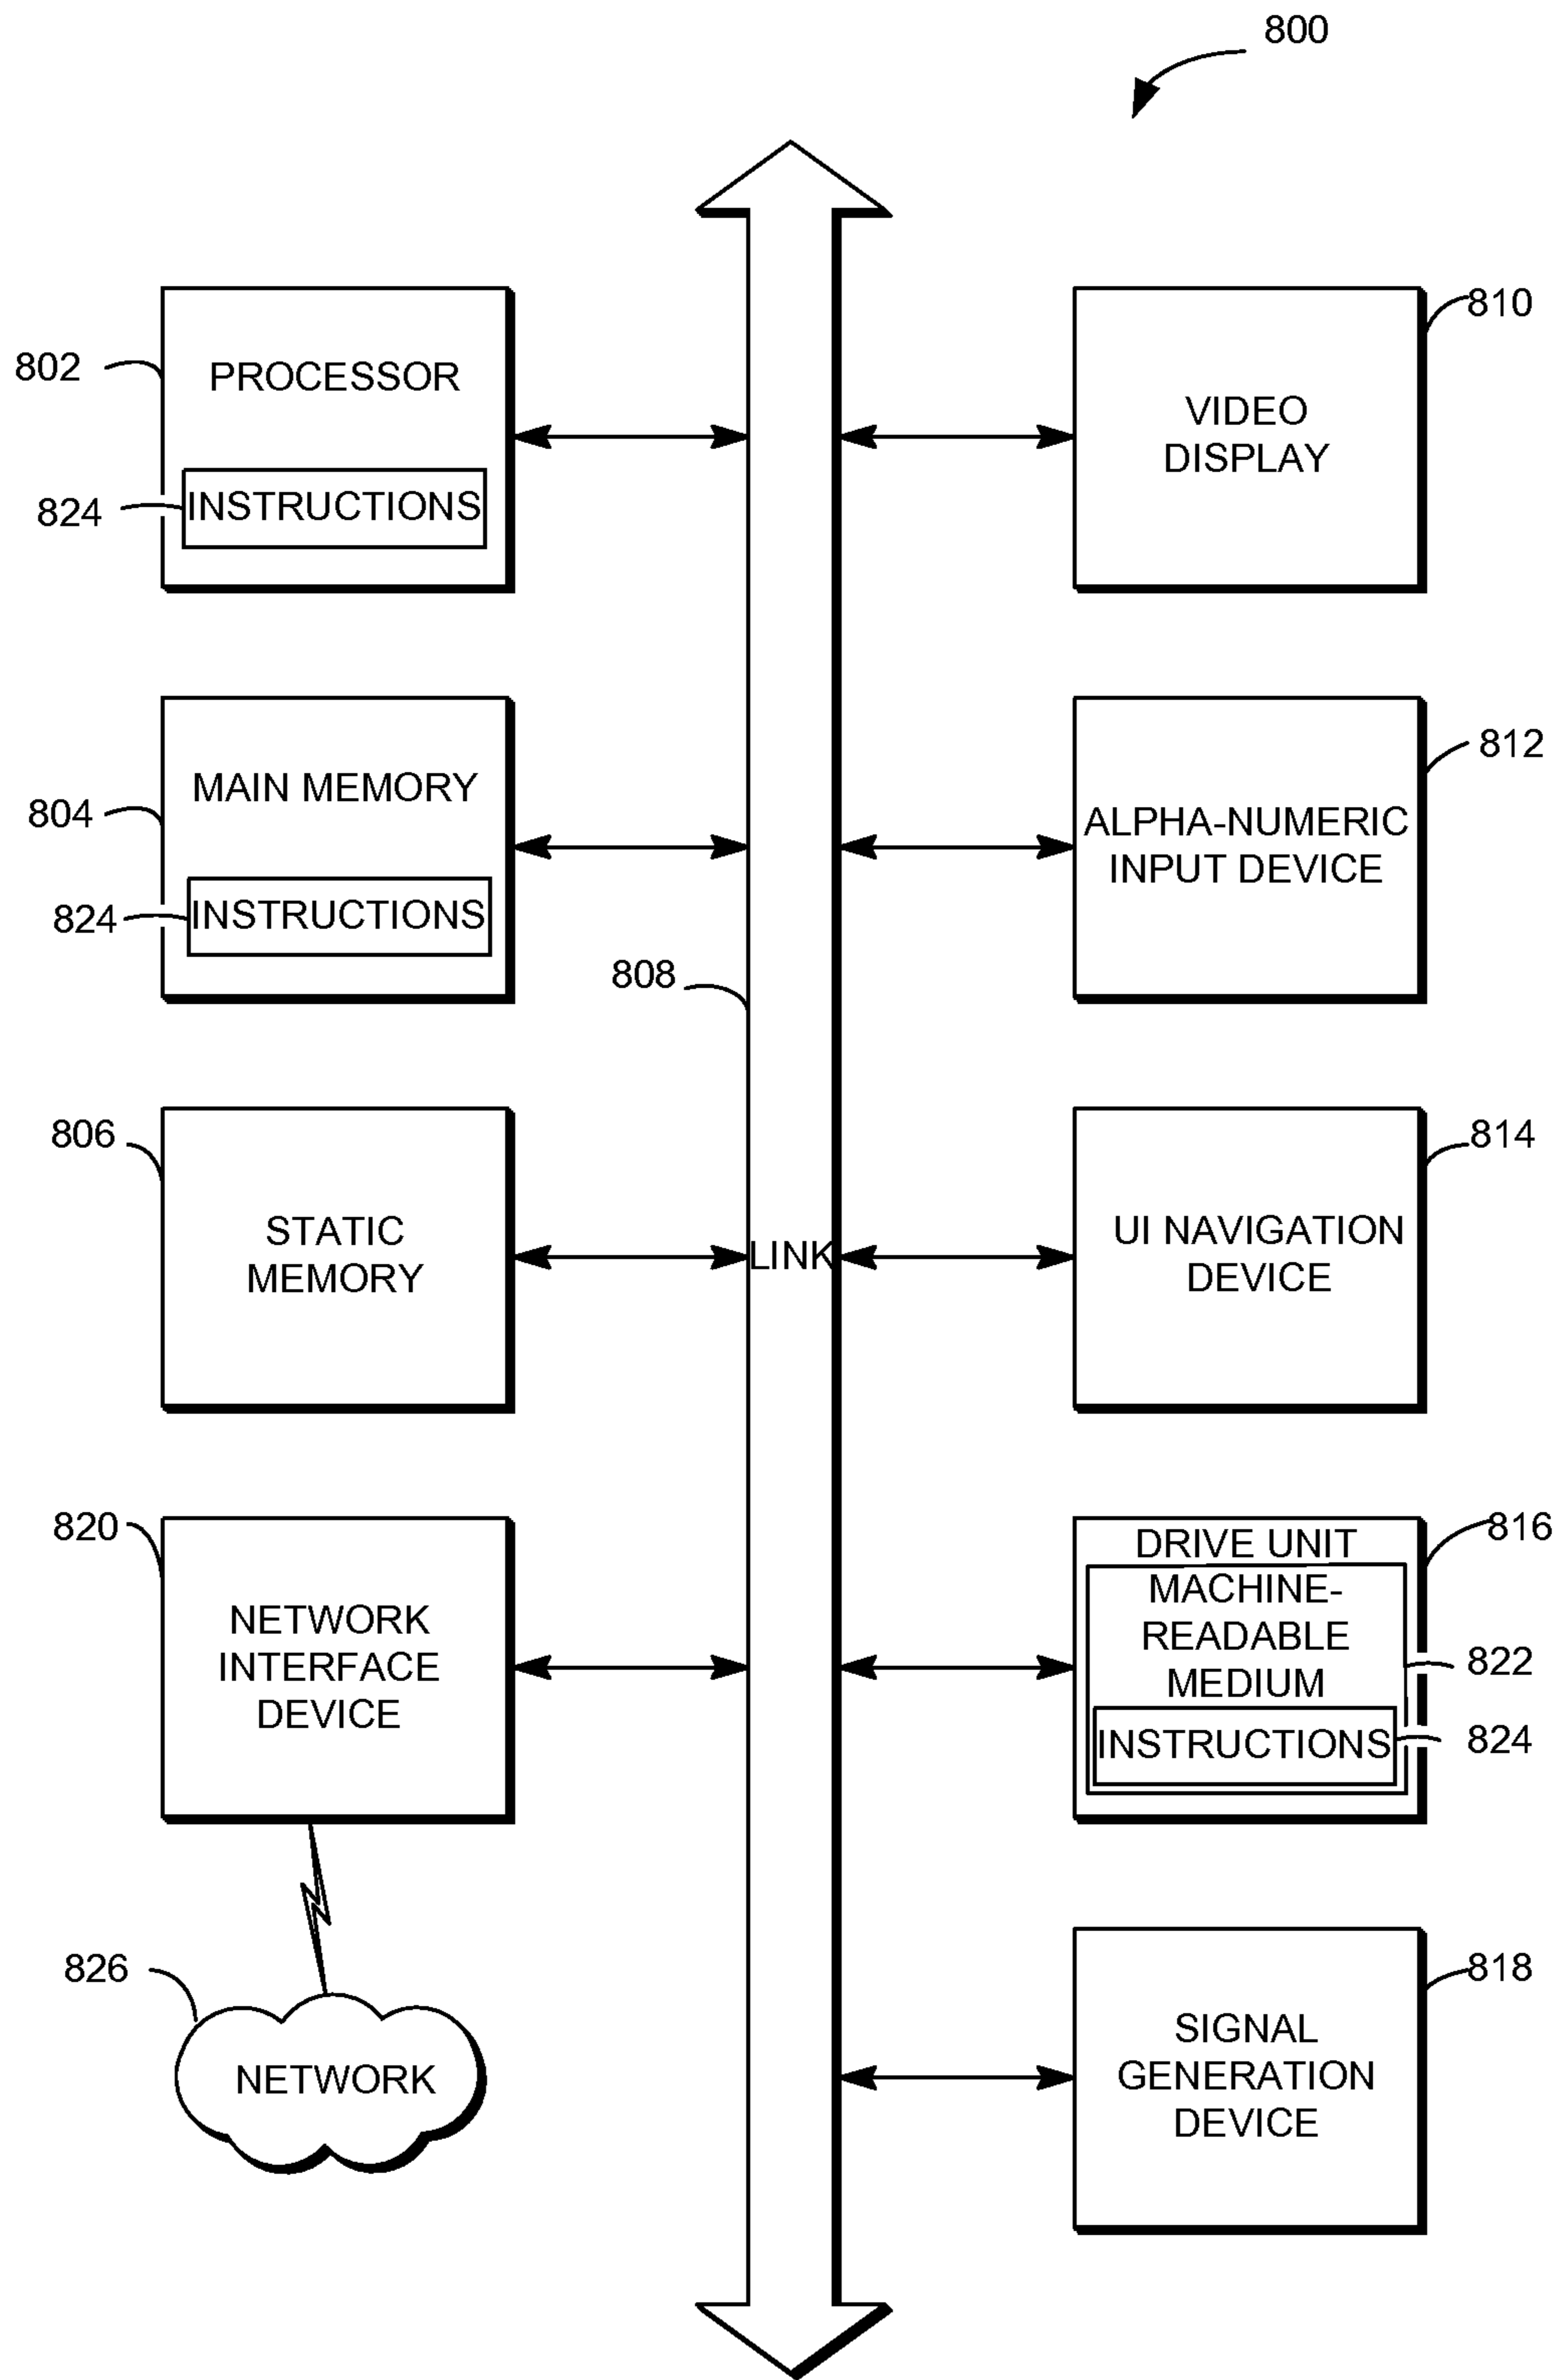 800
802
PROCESSOR
824
INSTRUCTIONS
810
VIDEO
DISPLAY
804
MAIN MEMORY
824
INSTRUCTIONS
812
ALPHA-NUMERIC
INPUT DEVICE
808
LINK
806
STATIC
MEMORY
814
UI NAVIGATION
DEVICE
820
NETWORK
INTERFACE
DEVICE
816
DRIVE UNIT
MACHINE-
READABLE
MEDIUM
822
INSTRUCTIONS
824
826
NETWORK
818
SIGNAL
GENERATION
DEVICE